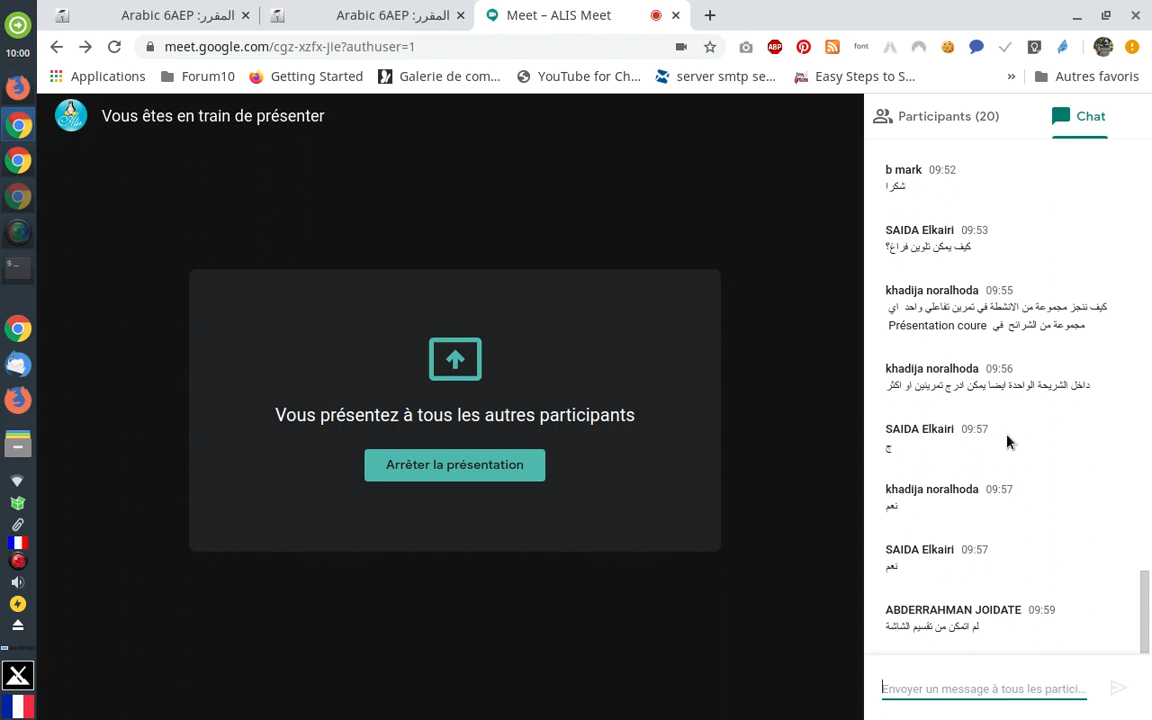 Arabic 6AEP :المقرر
Arabic 6AEP :المقرر
Meet – ALIS Meet
10:00
meet.google.com/cgz-xzfx-jie?authuser=1
ABP
font
Applications
Forum10
Getting Started
Galerie de com...
YouTube for Ch...
server smtp se...
Easy Steps to S...
»
Autres favoris
Vous êtes en train de présenter
Vous présentez à tous les autres participants
Arrêter la présentation
Participants (20)
Chat
b mark 09:52
شكرا
SAIDA Elkairi 09:53
كيف يمكن تلوين فراغ؟
khadija noralhoda 09:55
كيف ننجز مجموعة من الانشطة في تمرين تفاعلي واحد اي
مجموعة من الشرائح في Présentation coure
khadija noralhoda 09:56
داخل الشريحة الواحدة ايضا يمكن ادرج تمرينين او اكثر
SAIDA Elkairi 09:57
ج
khadija noralhoda 09:57
نعم
SAIDA Elkairi 09:57
نعم
ABDERRAHMAN JOIDATE 09:59
لم اتمكن من تقسيم الشاشة
Envoyer un message à tous les partici...